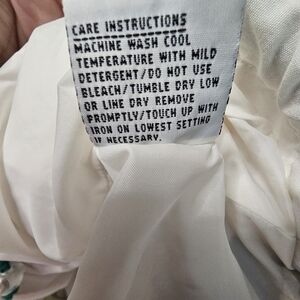 CARE INSTRUCTIONS
MACHINE WASH COOL
TEMPERATURE WITH MILD
DETERGENT/DO NOT USE
BLEACH/TUMBLE DRY LOW
OR LINE DRY REMOVE
PROMPTLY/TOUCH UP WITH
IRON ON LOWEST SETTING
IF NECESSARY.